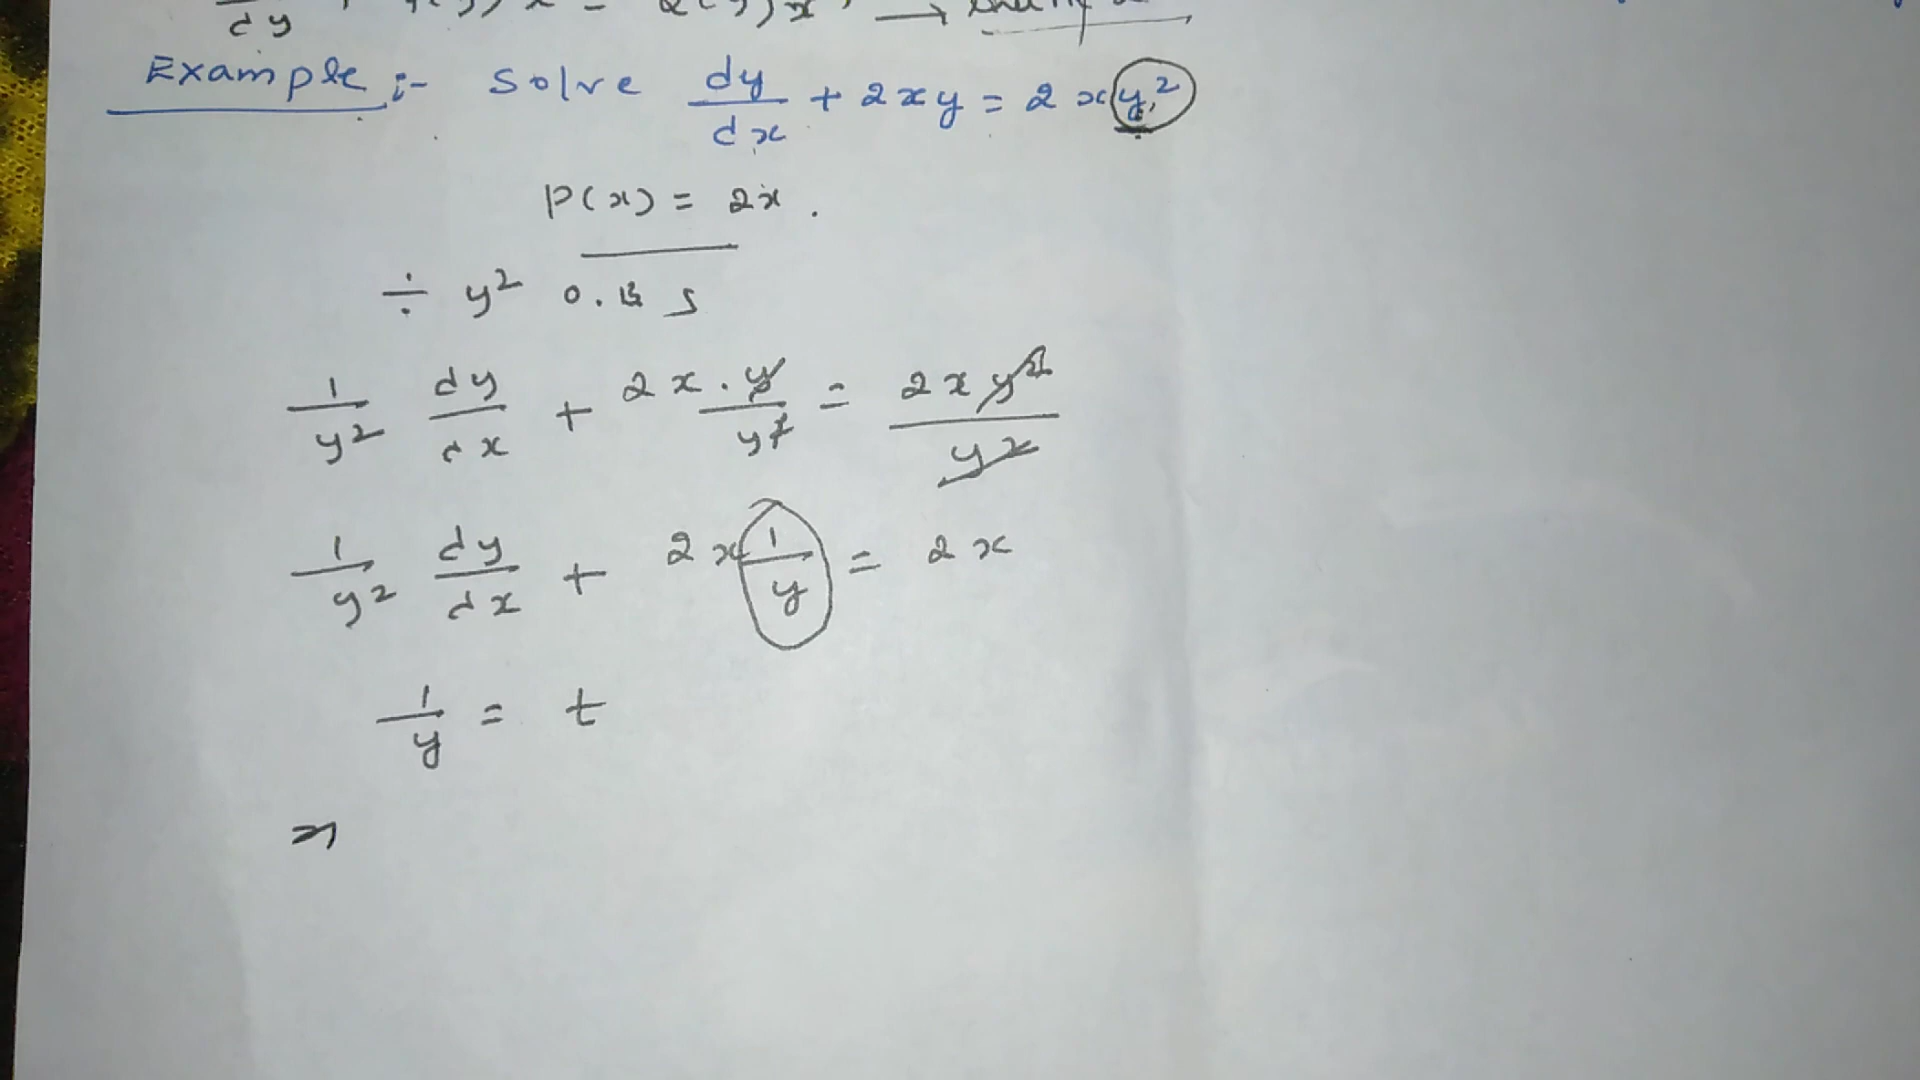 Example :- Solve dy/dx + 2xy = 2xy²
P(x) = 2x.
÷ y² O.B S
1/y² dy/dx + 2x.y/y² = 2xy²/y²
1/y² dy/dx + 2x 1/y = 2x
1/y = t